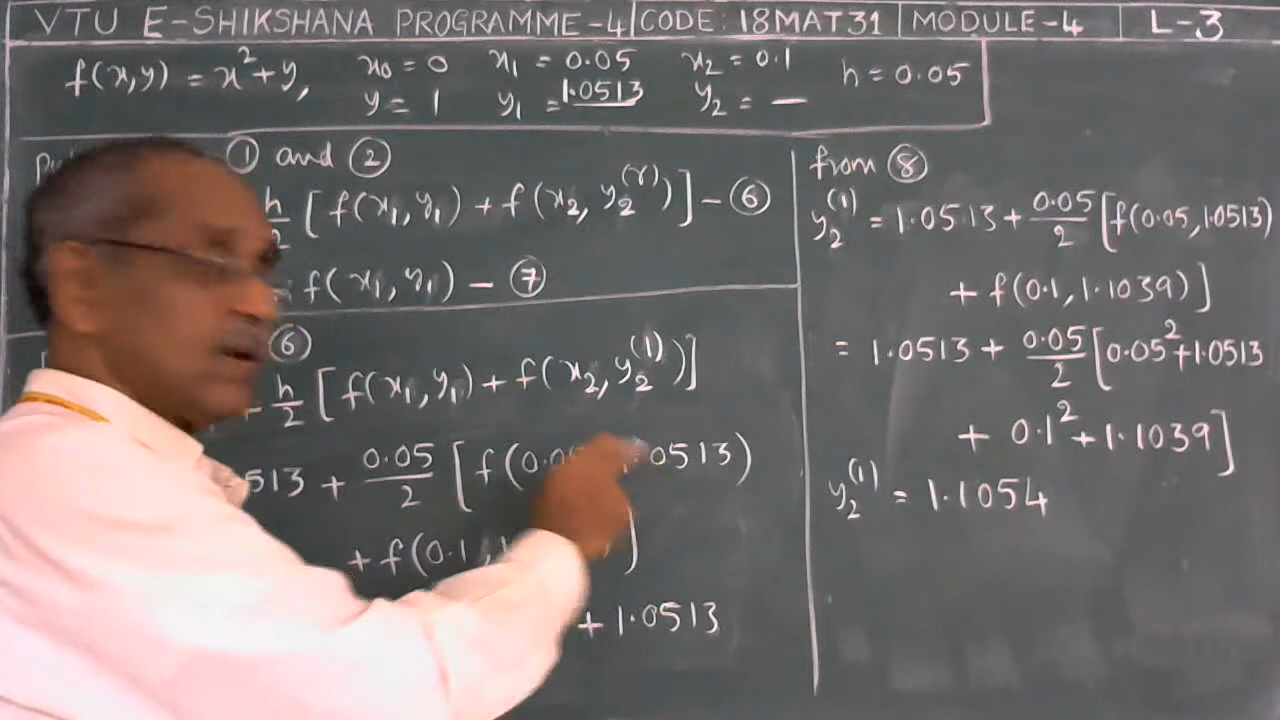 VTU E-SHIKSHANA PROGRAMME-4 CODE: 18MAT31 MODULE-4 L-3
f(x,y) = x²+y, x₀ = 0 x₁ = 0.05 x₂ = 0.1 h = 0.05
y = 1 y₁ = 1.0513 y₂ = —
① and ②
h/2 [f(x₁,y₁) + f(x₂, y₂^(r))] - ⑥
= f(x₁,y₁) - ⑦
⑥
+ h/2 [f(x₁,y₁) + f(x₂, y₂^(1))]
513 + 0.05/2 [f(0.0 0513)
+ f(0.1, ]
+ 1.0513
from ⑧
y₂^(1) = 1.0513 + 0.05/2 [f(0.05,1.0513)
+ f(0.1, 1.1039)]
= 1.0513 + 0.05/2 [0.05² + 1.0513
+ 0.1² + 1.1039]
y₂^(1) = 1.1054